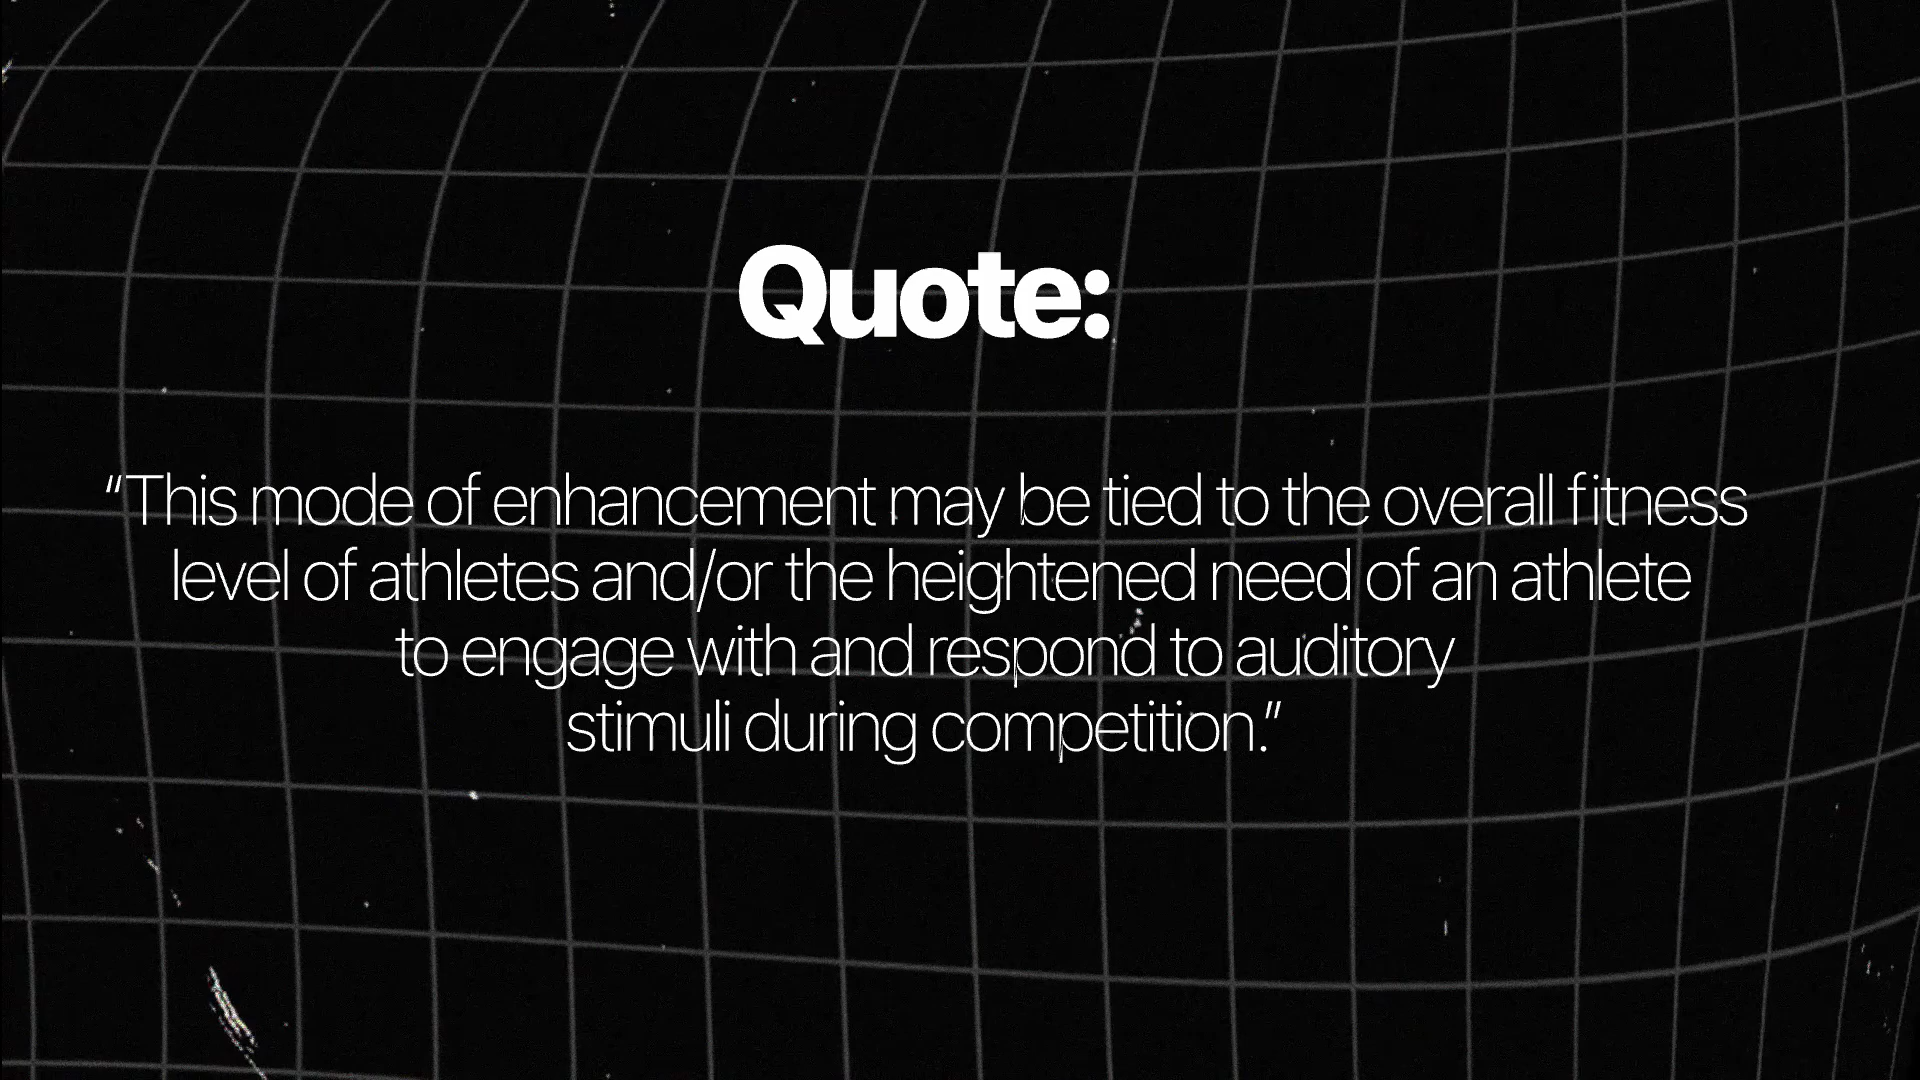 Quote:
“This mode of enhancement may be tied to the overall fitness
level of athletes and/or the heightened need of an athlete
to engage with and respond to auditory
stimuli during competition.”